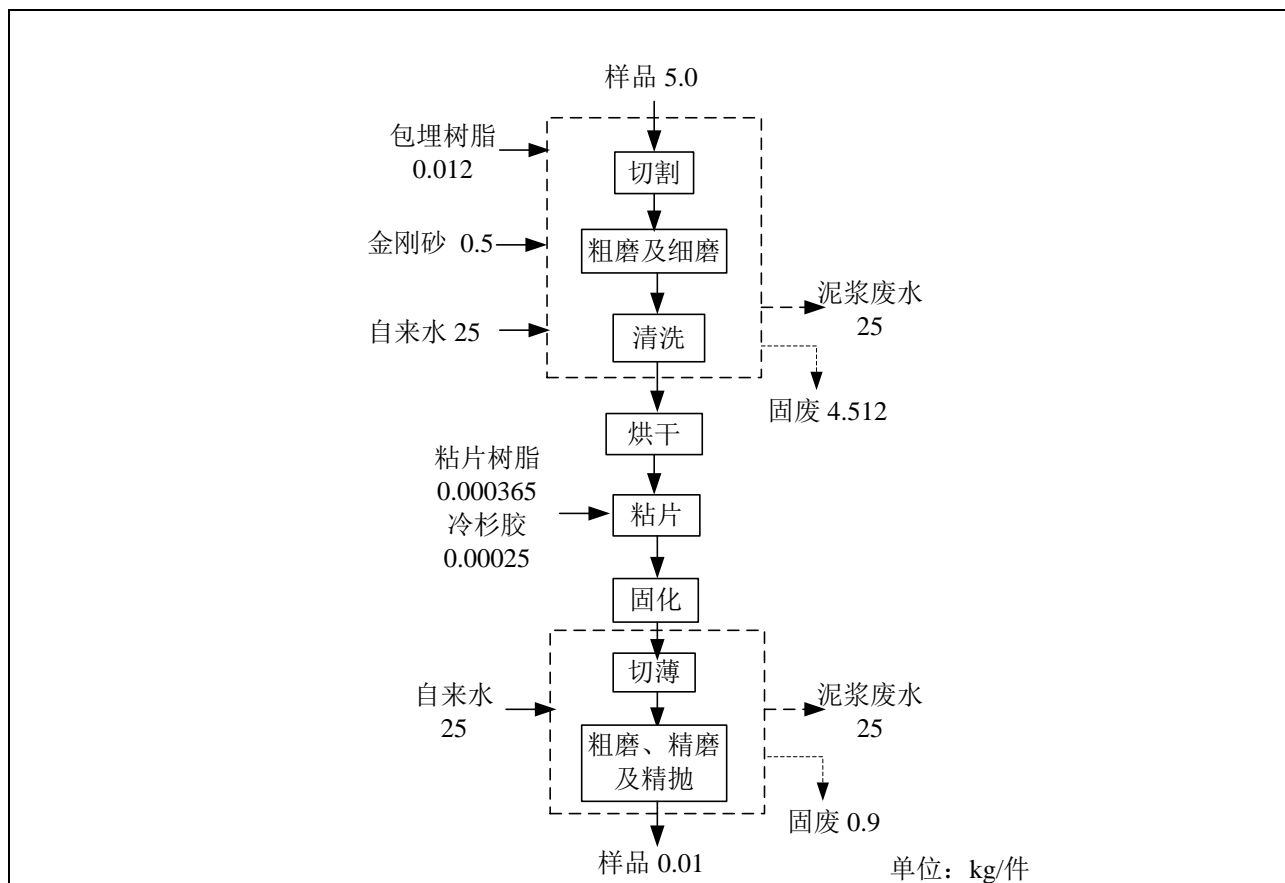 样品 5.0
包埋树脂
0.012
切割
金刚砂 0.5
粗磨及细磨
泥浆废水
25
自来水 25
清洗
固废 4.512
烘干
粘片树脂
0.000365
冷杉胶
0.00025
粘片
固化
切薄
自来水
25
泥浆废水
25
粗磨、精磨
及精抛
固废 0.9
样品 0.01
单位：kg/件